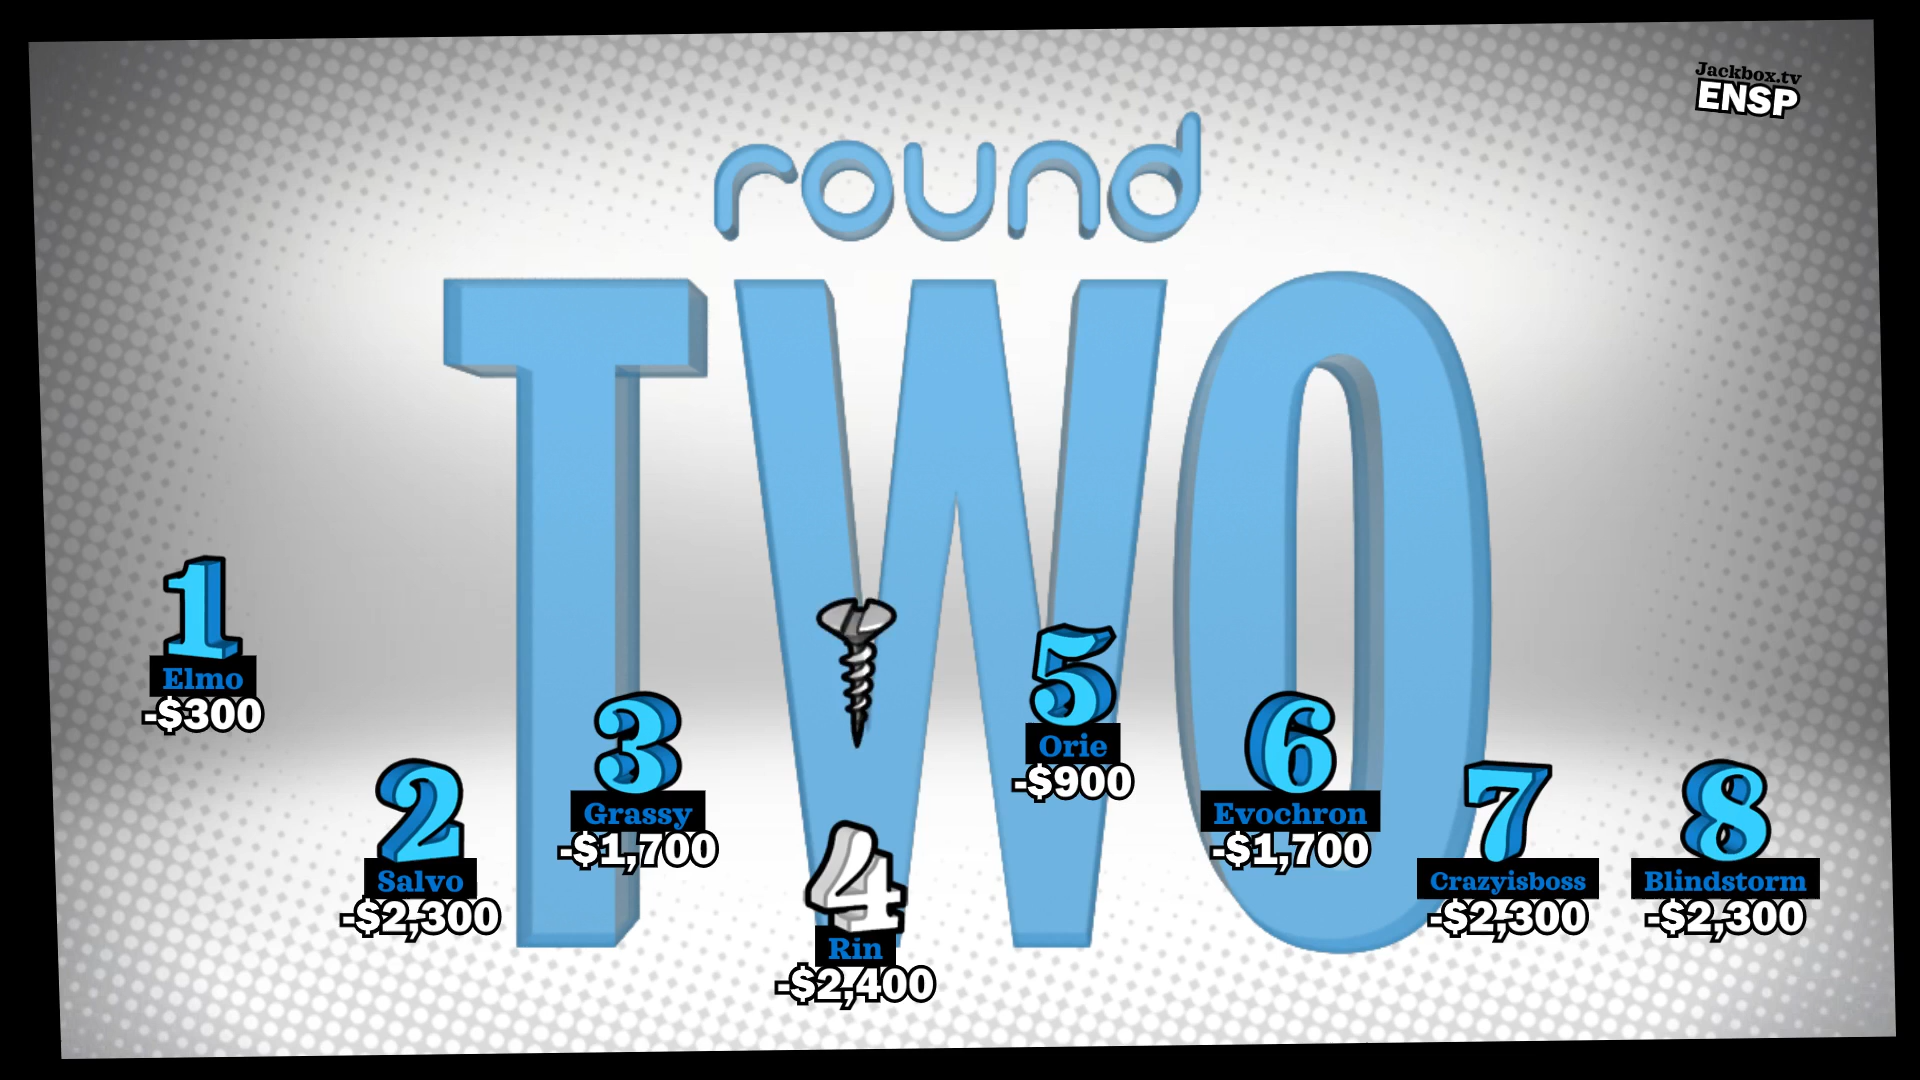 Jackbox.tv
ENSP
round
TWO
1
Elmo
-$300
2
Salvo
-$2,300
3
Grassy
-$1,700
4
Rin
-$2,400
5
Orie
-$900
6
Evochron
-$1,700
7
Crazyisboss
-$2,300
8
Blindstorm
-$2,300